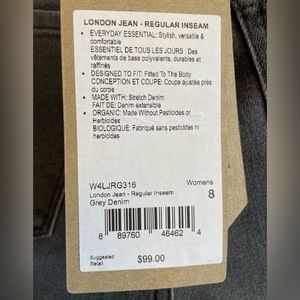 LONDON JEAN - REGULAR INSEAM
• EVERYDAY ESSENTIAL: Stylish, versatile &
comfortable
ESSENTIEL DE TOUS LES JOURS : Des
vêtements de base polyvalents, durables et
raffinés
• DESIGNED TO FIT: Fitted To The Body
CONCEPTION ET COUPE: Coupe ajustée près
du corps
• MADE WITH: Stretch Denim
FAIT DE: Denim extensible
• ORGANIC: Made Without Pesticides or
Herbicides
BIOLOGIQUE: Fabriqué sans pesticides ni
herbicides
W4LJRG316
London Jean - Regular Inseam
Grey Denim
Womens
8
8 89760 46462 4
Suggested
Retail
$99.00